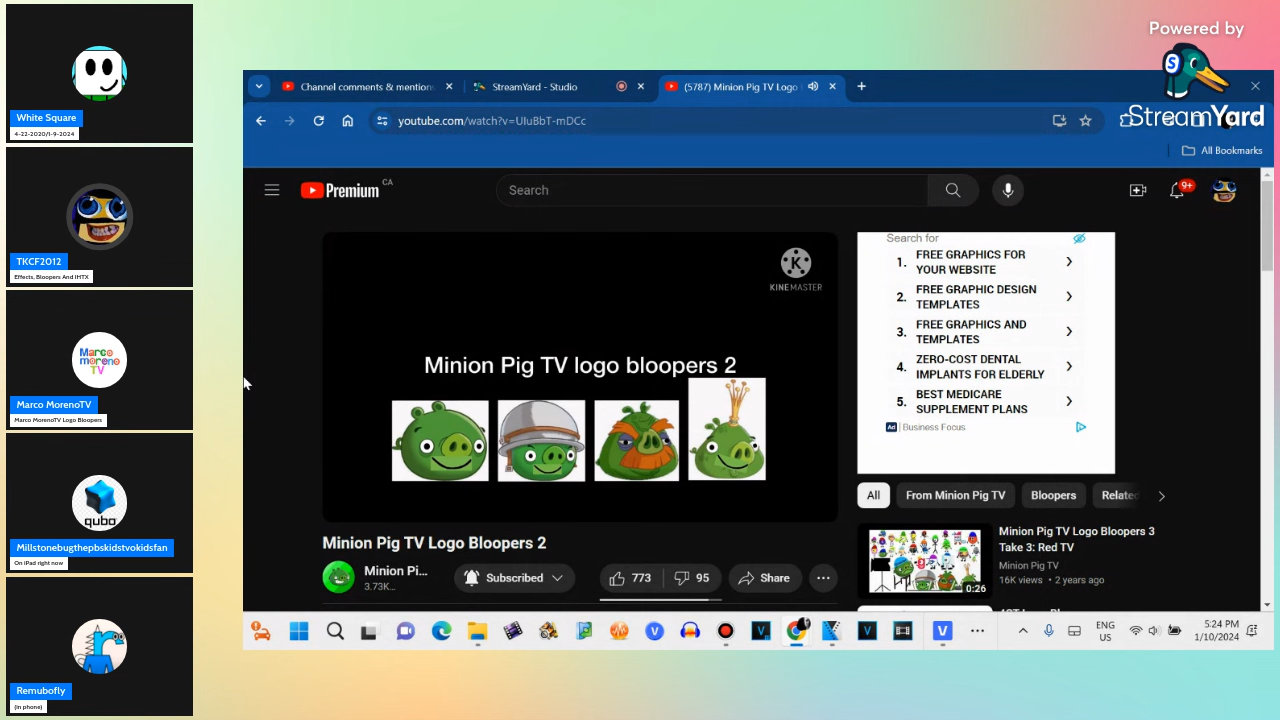 White Square
4-22-2020/1-9-2024
TKCF2012
Effects, Bloopers And IHTX
Marco morenO TV
Marco MorenoTV
Marco MorenoTV Logo Bloopers
qubo
Millstonebugthepbskidstvokidsfan
On iPad right now
Remubofly
(in phone)
Powered by
StreamYard
Channel comments & mentions
StreamYard - Studio
(5787) Minion Pig TV Logo
youtube.com/watch?v=UIuBbT-mDCc
All Bookmarks
Premium CA
Search
9+
K
KINEMASTER
Minion Pig TV logo bloopers 2
Search for
1. FREE GRAPHICS FOR
YOUR WEBSITE
2. FREE GRAPHIC DESIGN
TEMPLATES
3. FREE GRAPHICS AND
TEMPLATES
4. ZERO-COST DENTAL
IMPLANTS FOR ELDERLY
5. BEST MEDICARE
SUPPLEMENT PLANS
Ad Business Focus
All From Minion Pig TV Bloopers Related
Minion Pig TV Logo Bloopers 2
Minion Pi...
3.73K...
Subscribed
773
95
Share
Minion Pig TV Logo Bloopers 3
Take 3: Red TV
Minion Pig TV
16K views • 2 years ago
0:26
ENG
US
5:24 PM
1/10/2024